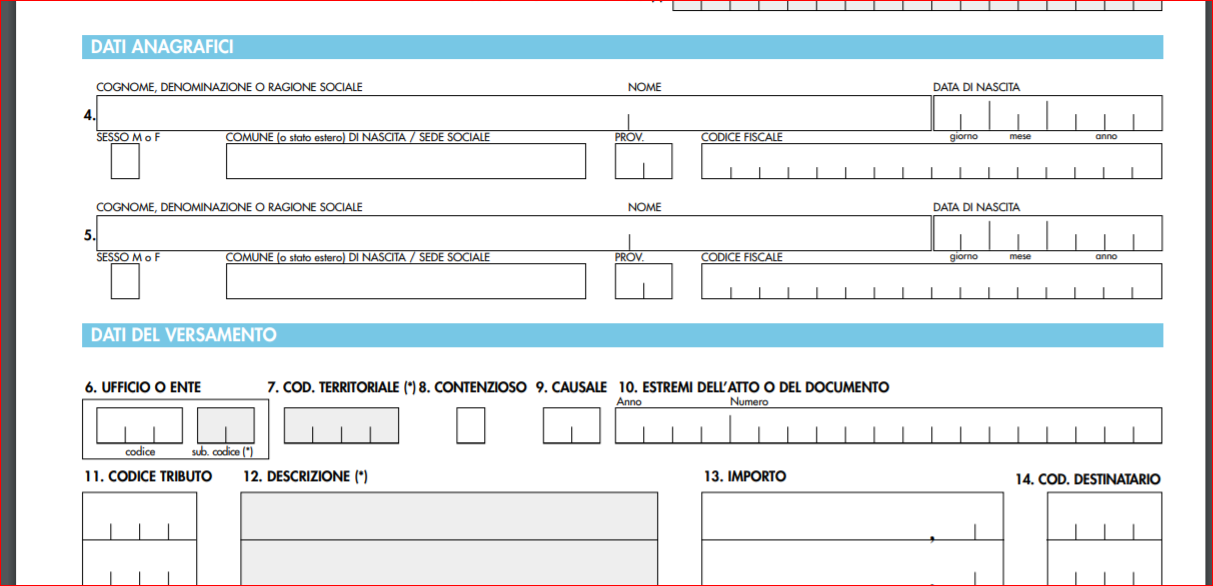 DATI ANAGRAFICI
COGNOME, DENOMINAZIONE O RAGIONE SOCIALE NOME DATA DI NASCITA
4.
giorno mese anno
SESSO M o F COMUNE (o stato estero) DI NASCITA / SEDE SOCIALE PROV. CODICE FISCALE
COGNOME, DENOMINAZIONE O RAGIONE SOCIALE NOME DATA DI NASCITA
5.
giorno mese anno
SESSO M o F COMUNE (o stato estero) DI NASCITA / SEDE SOCIALE PROV. CODICE FISCALE
DATI DEL VERSAMENTO
6. UFFICIO O ENTE 7. COD. TERRITORIALE (*) 8. CONTENZIOSO 9. CAUSALE 10. ESTREMI DELL'ATTO O DEL DOCUMENTO
Anno Numero
codice sub. codice (*)
11. CODICE TRIBUTO 12. DESCRIZIONE (*) 13. IMPORTO 14. COD. DESTINATARIO
,